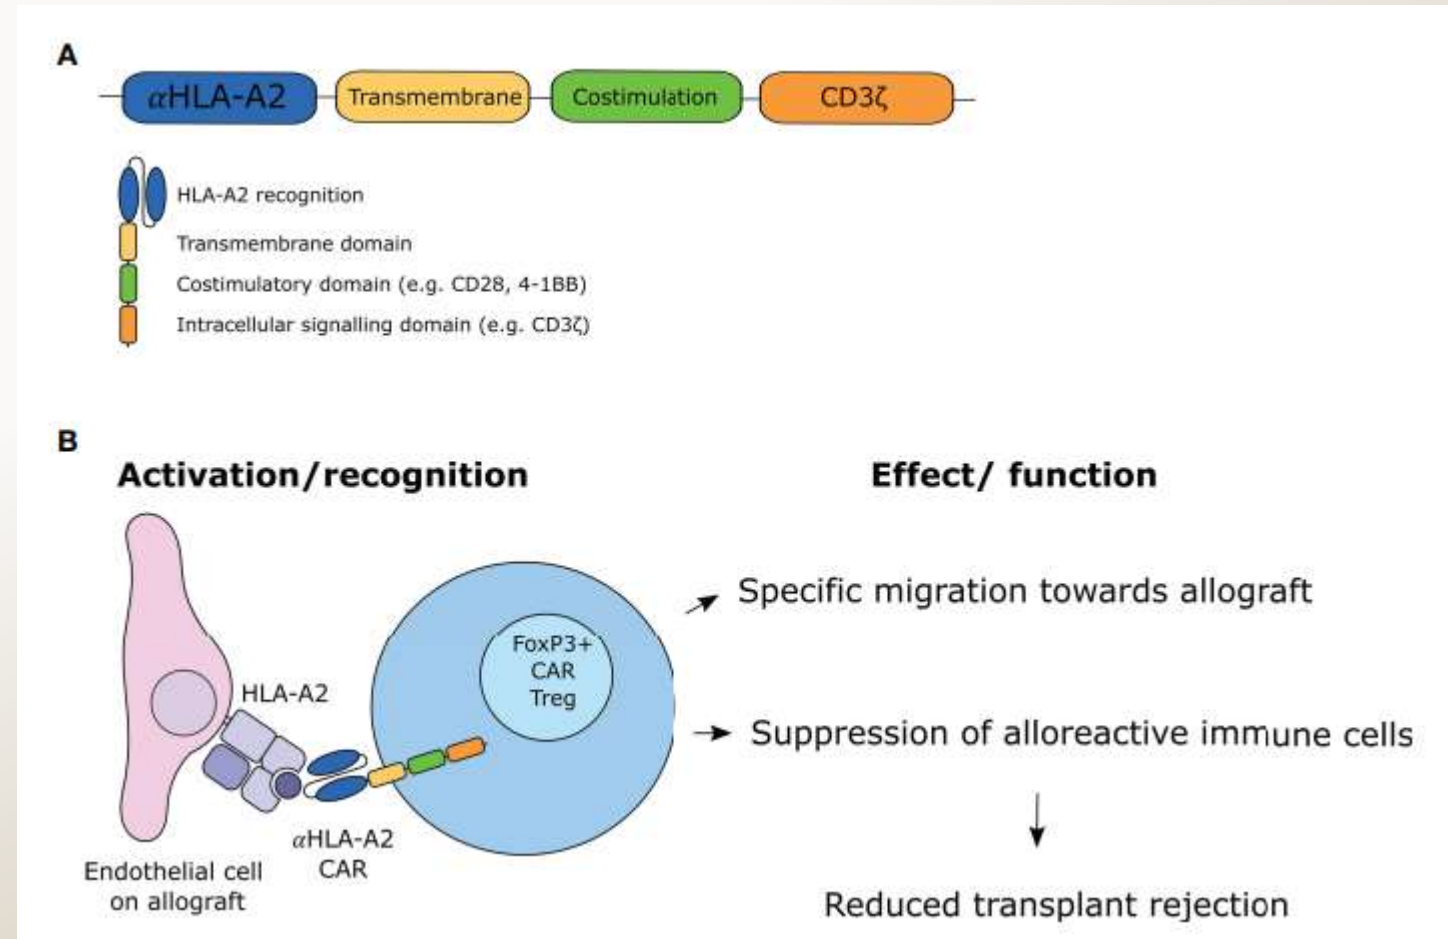 A
αHLA-A2 Transmembrane Costimulation CD3ζ
HLA-A2 recognition
Transmembrane domain
Costimulatory domain (e.g. CD28, 4-1BB)
Intracellular signalling domain (e.g. CD3ζ)
B
Activation/recognition
HLA-A2
FoxP3+
CAR
Treg
αHLA-A2
CAR
Endothelial cell
on allograft
Effect/ function
Specific migration towards allograft
Suppression of alloreactive immune cells
Reduced transplant rejection